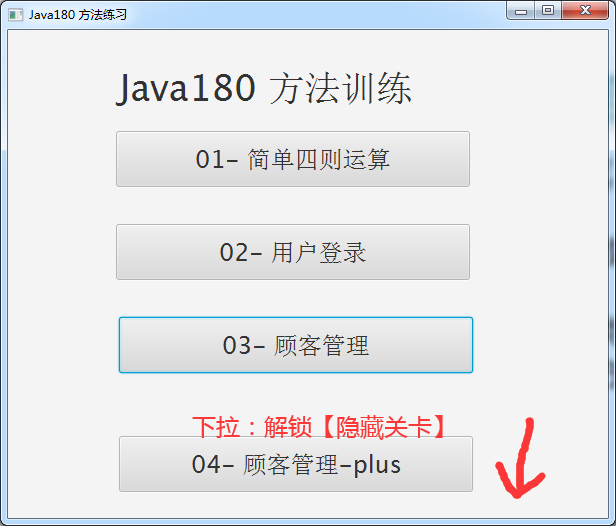 Java180 方法练习
Java180 方法训练
01- 简单四则运算
02- 用户登录
03- 顾客管理
下拉：解锁【隐藏关卡】
04- 顾客管理-plus